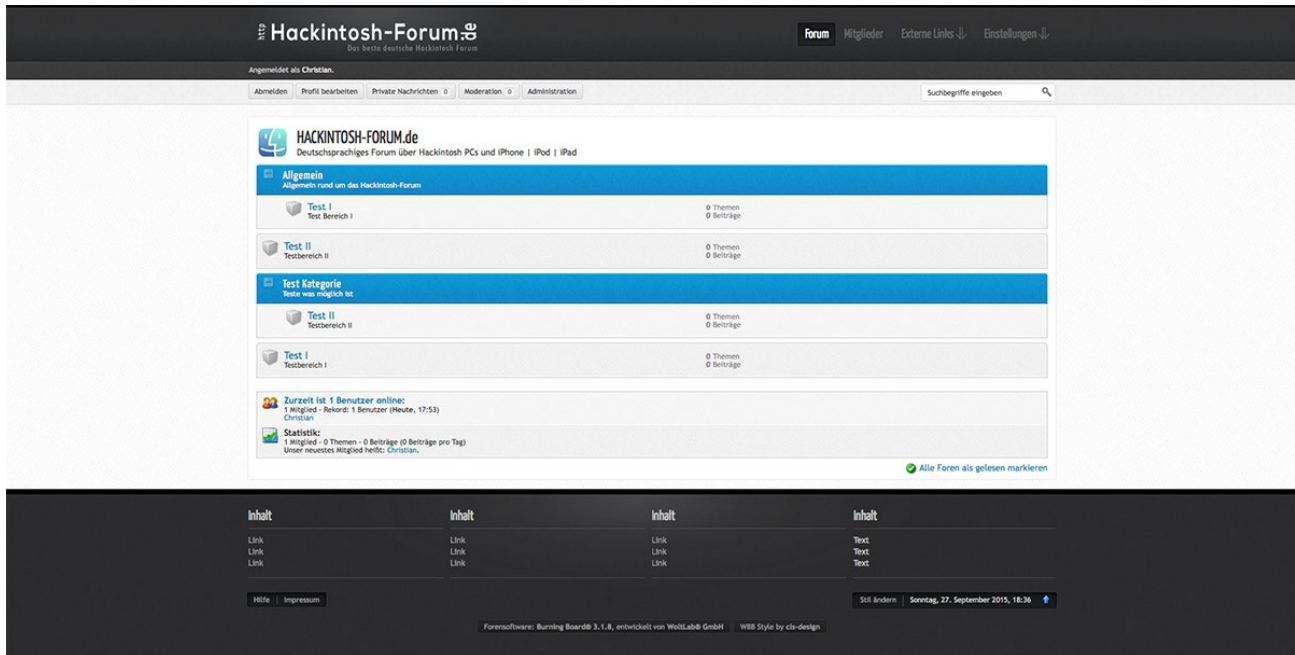 http Hackintosh-Forum.de
Das beste deutsche Hackintosh Forum
Forum Mitglieder Externe Links Einstellungen
Angemeldet als Christian.
Abmelden Profil bearbeiten Private Nachrichten 0 Moderation 0 Administration Suchbegriffe eingeben
HACKINTOSH-FORUM.de
Deutschsprachiges Forum über Hackintosh PCs und iPhone | iPod | iPad
Allgemein
Allgemein rund um das Hackintosh-Forum
Test I 0 Themen
Test Bereich I 0 Beiträge
Test II 0 Themen
Testbereich II 0 Beiträge
Test Kategorie
Teste was möglich ist
Test II 0 Themen
Testbereich II 0 Beiträge
Test I 0 Themen
Testbereich I 0 Beiträge
Zurzeit ist 1 Benutzer online:
1 Mitglied - Rekord: 1 Benutzer (Heute, 17:53)
Christian
Statistik:
1 Mitglied - 0 Themen - 0 Beiträge (0 Beiträge pro Tag)
Unser neuestes Mitglied heißt: Christian.
Alle Foren als gelesen markieren
Inhalt Inhalt Inhalt Inhalt
Link Link Link Text
Link Link Link Text
Link Link Link Text
Hilfe | Impressum Stil ändern | Sonntag, 27. September 2015, 18:36
Forensoftware: Burning Board® 3.1.8, entwickelt von WoltLab® GmbH WBB Style by cls-design